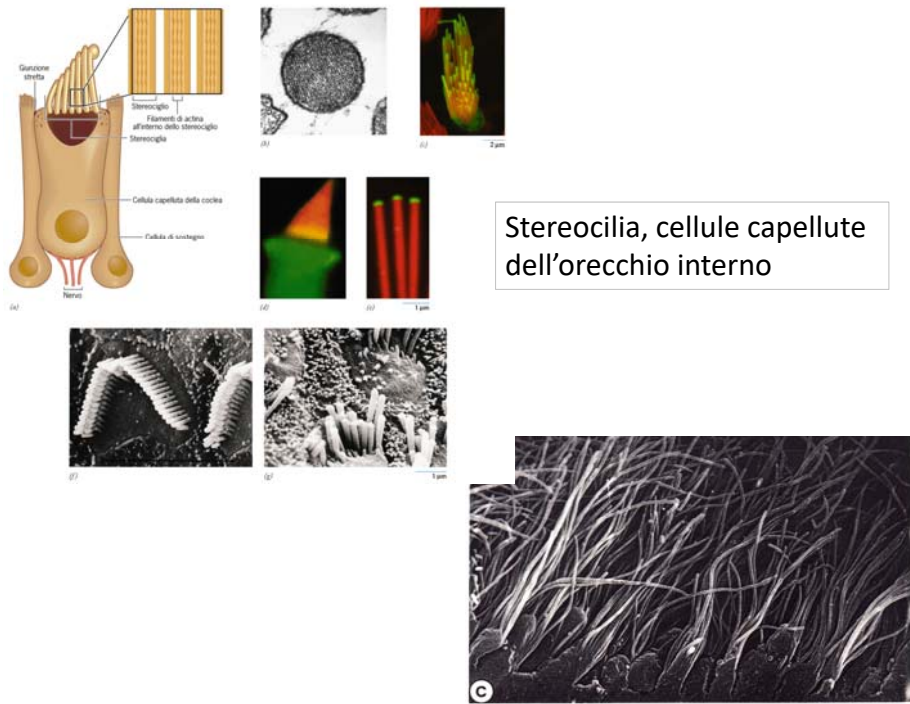 Giunzione
stretta
Stereociglio
Filamenti di actina
all'interno dello stereociglio
Stereociglia
Cellula capelluta della coclea
Cellula di sostegno
Nervo
(a)
(b)
(c)
2 µm
(d)
(e)
1 µm
Stereocilia, cellule capellute
dell'orecchio interno
(f)
(g)
1 µm
C